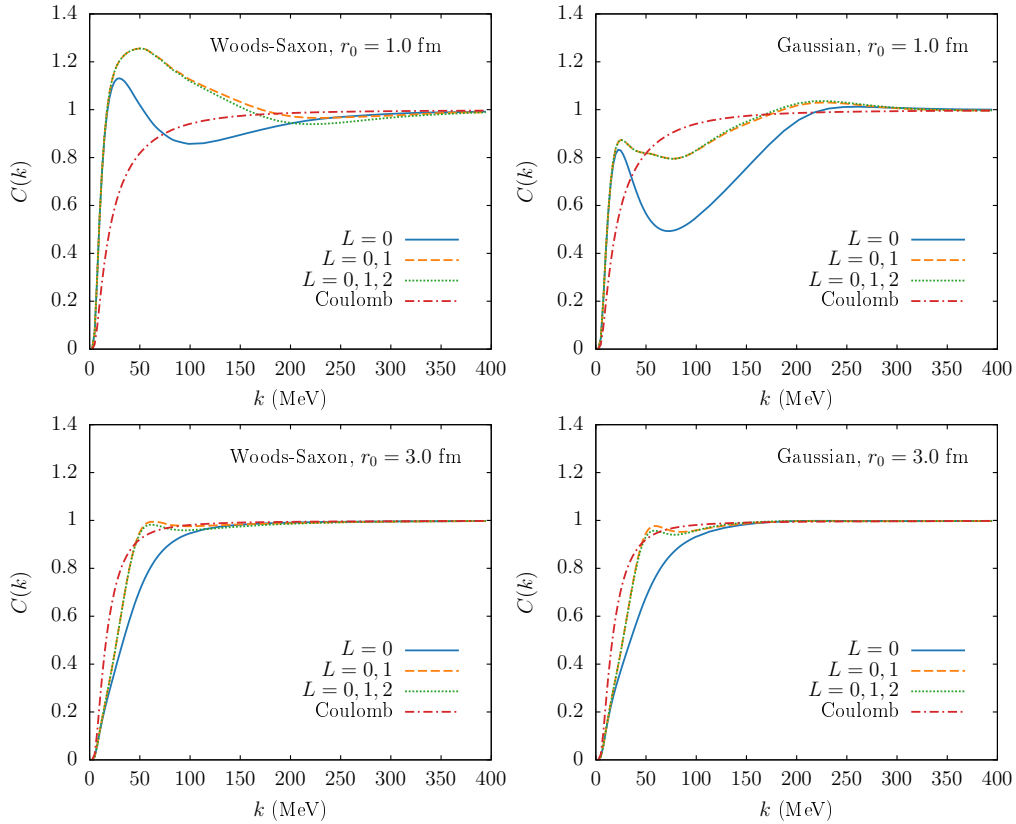 Woods-Saxon, r₀ = 1.0 fm
C(k)
1.4
1.2
1
0.8
0.6
0.4
0.2
0
L = 0
L = 0, 1
L = 0, 1, 2
Coulomb
0 50 100 150 200 250 300 350 400
k (MeV)
Gaussian, r₀ = 1.0 fm
C(k)
1.4
1.2
1
0.8
0.6
0.4
0.2
0
L = 0
L = 0, 1
L = 0, 1, 2
Coulomb
0 50 100 150 200 250 300 350 400
k (MeV)
Woods-Saxon, r₀ = 3.0 fm
C(k)
1.4
1.2
1
0.8
0.6
0.4
0.2
0
L = 0
L = 0, 1
L = 0, 1, 2
Coulomb
0 50 100 150 200 250 300 350 400
k (MeV)
Gaussian, r₀ = 3.0 fm
C(k)
1.4
1.2
1
0.8
0.6
0.4
0.2
0
L = 0
L = 0, 1
L = 0, 1, 2
Coulomb
0 50 100 150 200 250 300 350 400
k (MeV)